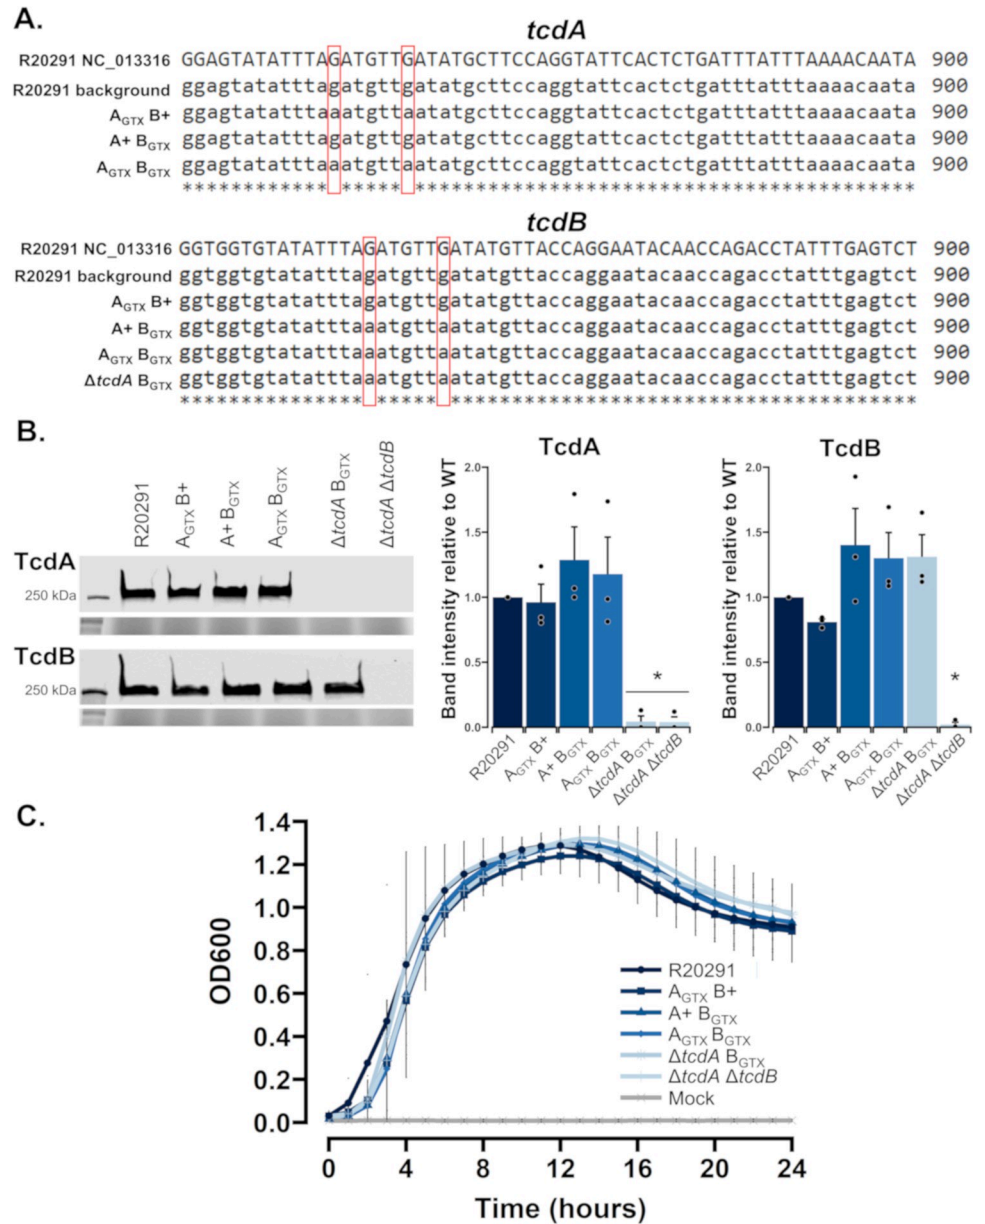 A.
tcdA
R20291 NC_013316 GGAGTATATTTAGATGTTGATATGCTTCCAGGTATTCACTCTGATTTATTTAAAACAATA 900
R20291 background ggagtatatttagatgttgatatgcttccaggtattcactctgatttatttaaaacaata 900
AGTX B+ ggagtatatttaaatgttaatatgcttccaggtattcactctgatttatttaaaacaata 900
A+ BGTX ggagtatatttagatgttgatatgcttccaggtattcactctgatttatttaaaacaata 900
AGTX BGTX ggagtatatttaaatgttaatatgcttccaggtattcactctgatttatttaaaacaata 900
************ ***** *****************************************
tcdB
R20291 NC_013316 GGTGGTGTATATTTAGATGTTGATATGTTACCAGGAATACAACCAGACCTATTTGAGTCT 900
R20291 background ggtggtgtatatttagatgttgatatgttaccaggaatacaaccagacctatttgagtct 900
AGTX B+ ggtggtgtatatttagatgttgatatgttaccaggaatacaaccagacctatttgagtct 900
A+ BGTX ggtggtgtatatttaaatgttaatatgttaccaggaatacaaccagacctatttgagtct 900
AGTX BGTX ggtggtgtatatttaaatgttaatatgttaccaggaatacaaccagacctatttgagtct 900
ΔtcdA BGTX ggtggtgtatatttaaatgttaatatgttaccaggaatacaaccagacctatttgagtct 900
*************** ***** **************************************
B.
R20291 AGTX B+ A+ BGTX AGTX BGTX ΔtcdA BGTX ΔtcdA ΔtcdB
TcdA
250 kDa
TcdB
250 kDa
TcdA
Band intensity relative to WT
2.0
1.5
1.0
0.5
0.0
*
R20291 AGTX B+ A+ BGTX AGTX BGTX ΔtcdA BGTX ΔtcdA ΔtcdB
TcdB
Band intensity relative to WT
2.0
1.5
1.0
0.5
0.0
*
R20291 AGTX B+ A+ BGTX AGTX BGTX ΔtcdA BGTX ΔtcdA ΔtcdB
C.
OD600
1.4
1.2
1.0
0.8
0.6
0.4
0.2
0.0
R20291
AGTX B+
A+ BGTX
AGTX BGTX
ΔtcdA BGTX
ΔtcdA ΔtcdB
Mock
0 4 8 12 16 20 24
Time (hours)